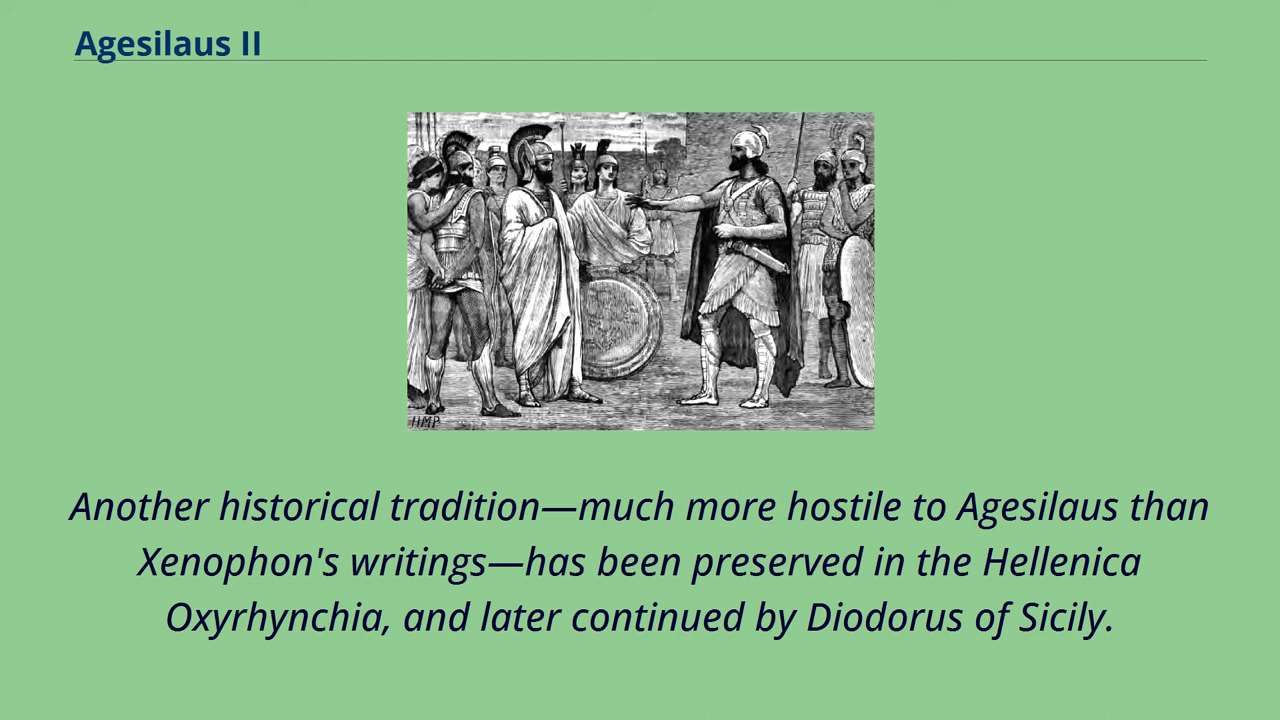 Agesilaus II
HMP
Another historical tradition—much more hostile to Agesilaus than
Xenophon's writings—has been preserved in the Hellenica
Oxyrhynchia, and later continued by Diodorus of Sicily.